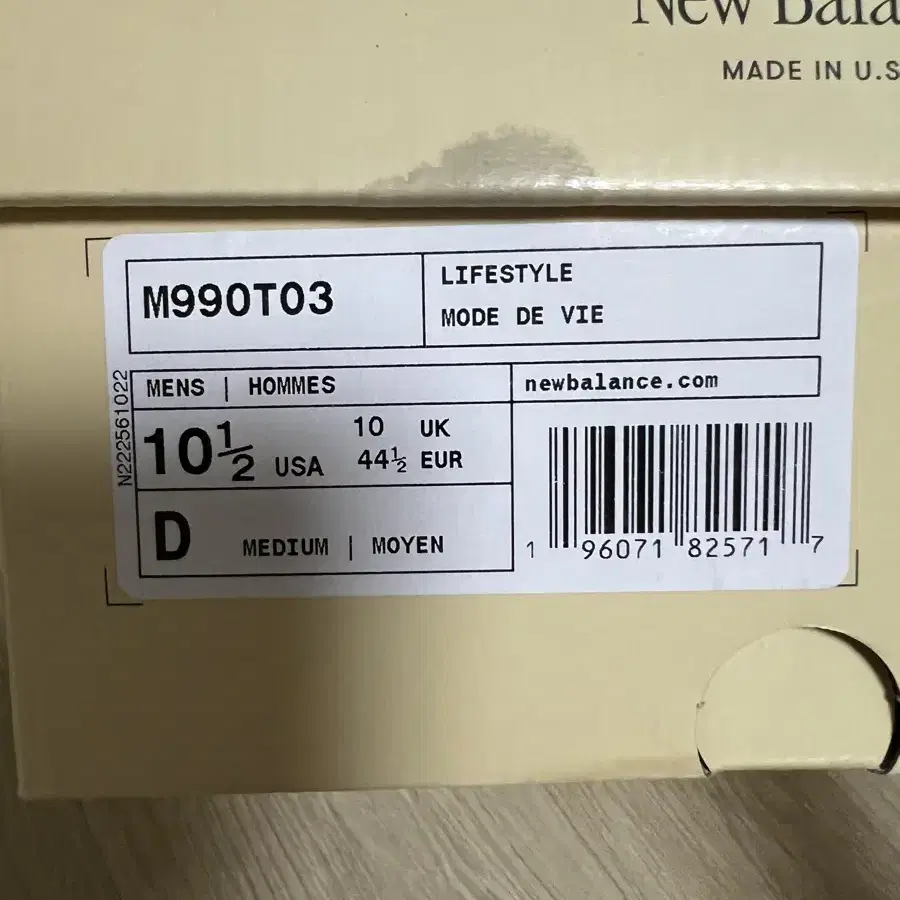 New Bala
MADE IN U.S
M990T03
LIFESTYLE
MODE DE VIE
N222561022
MENS | HOMMES
newbalance.com
10½ USA
10 UK
44½ EUR
D MEDIUM | MOYEN
1 96071 82571 7